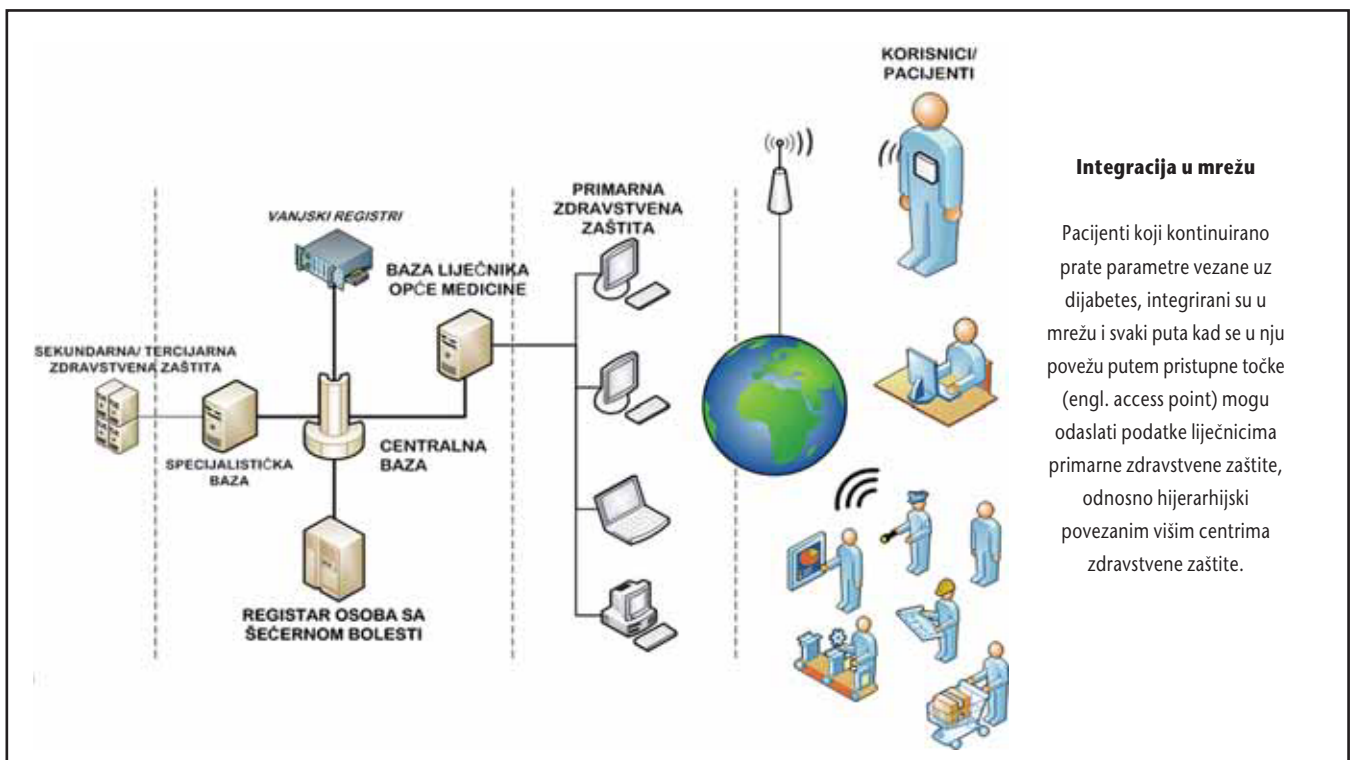 KORISNICI/
PACIJENTI
PRIMARNA
ZDRAVSTVENA
ZAŠTITA
VANJSKI REGISTRI
BAZA LIJEČNIKA
OPĆE MEDICINE
SEKUNDARNA/ TERCIJARNA
ZDRAVSTVENA ZAŠTITA
SPECIJALISTIČKA
BAZA
CENTRALNA
BAZA
REGISTAR OSOBA SA
ŠEĆERNOM BOLESTI
Integracija u mrežu
Pacijenti koji kontinuirano
prate parametre vezane uz
dijabetes, integrirani su u
mrežu i svaki puta kad se u nju
povežu putem pristupne točke
(engl. access point) mogu
odaslati podatke liječnicima
primarne zdravstvene zaštite,
odnosno hijerarhijski
povezanim višim centrima
zdravstvene zaštite.